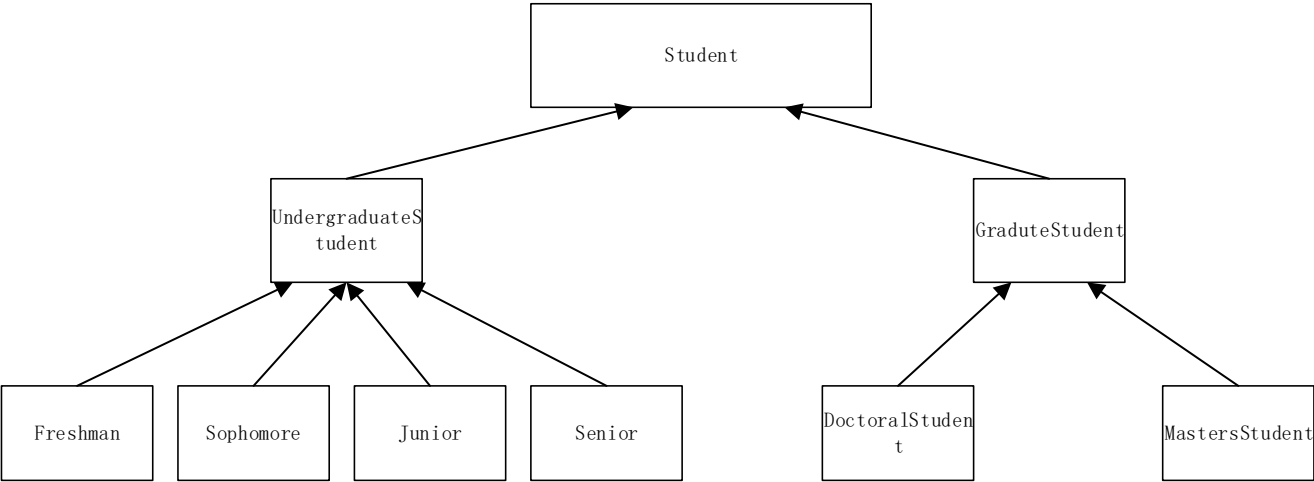 Student
UndergraduateS
tudent
GraduteStudent
Freshman
Sophomore
Junior
Senior
DoctoralStuden
t
MastersStudent